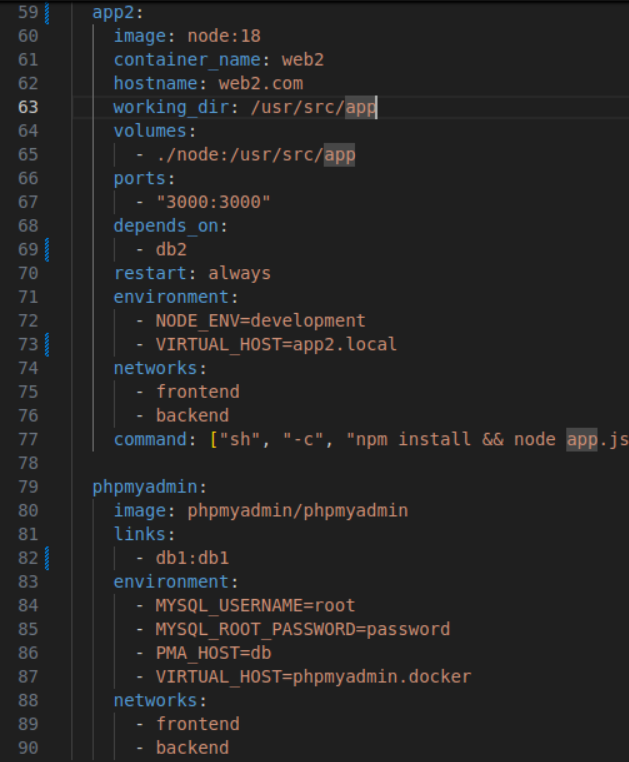 59 app2:
60 image: node:18
61 container_name: web2
62 hostname: web2.com
63 working_dir: /usr/src/app
64 volumes:
65 - ./node:/usr/src/app
66 ports:
67 - "3000:3000"
68 depends_on:
69 - db2
70 restart: always
71 environment:
72 - NODE_ENV=development
73 - VIRTUAL_HOST=app2.local
74 networks:
75 - frontend
76 - backend
77 command: ["sh", "-c", "npm install && node app.js
78
79 phpmyadmin:
80 image: phpmyadmin/phpmyadmin
81 links:
82 - db1:db1
83 environment:
84 - MYSQL_USERNAME=root
85 - MYSQL_ROOT_PASSWORD=password
86 - PMA_HOST=db
87 - VIRTUAL_HOST=phpmyadmin.docker
88 networks:
89 - frontend
90 - backend